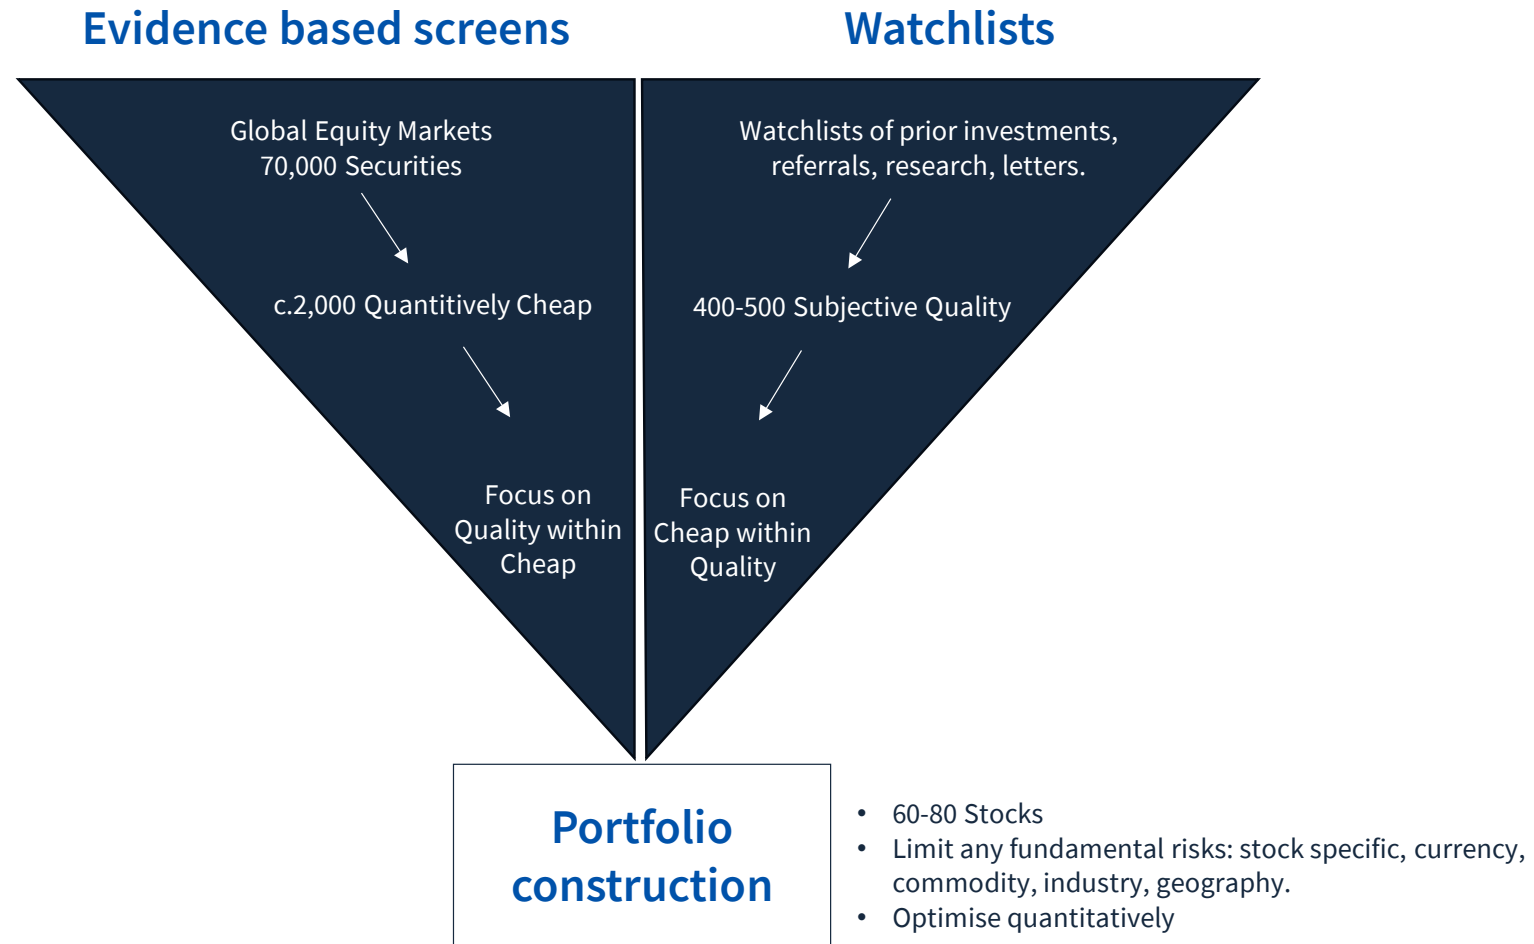 Evidence based screens
Watchlists
Global Equity Markets
70,000 Securities
c.2,000 Quantitively Cheap
Focus on
Quality within
Cheap
Watchlists of prior investments,
referrals, research, letters.
400-500 Subjective Quality
Focus on
Cheap within
Quality
Portfolio
construction
• 60-80 Stocks
• Limit any fundamental risks: stock specific, currency,
commodity, industry, geography.
• Optimise quantitatively